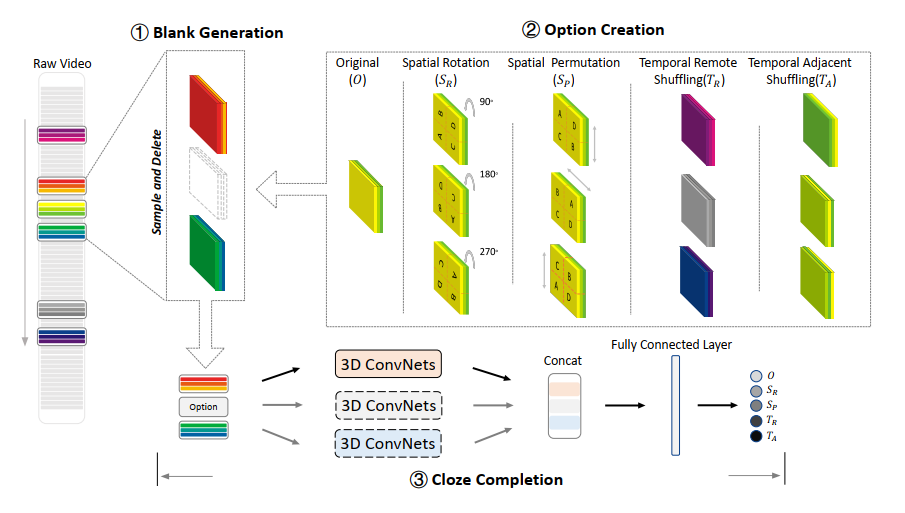 ① Blank Generation
② Option Creation
Raw Video
Sample and Delete
Original
(O)
Spatial Rotation
(S_R)
Spatial Permutation
(S_P)
Temporal Remote
Shuffling(T_R)
Temporal Adjacent
Shuffling(T_A)
90°
180°
270°
A B
C D
A D
C B
B A
C D
C B
A D
Option
3D ConvNets
3D ConvNets
3D ConvNets
Concat
Fully Connected Layer
O
S_R
S_P
T_R
T_A
③ Cloze Completion